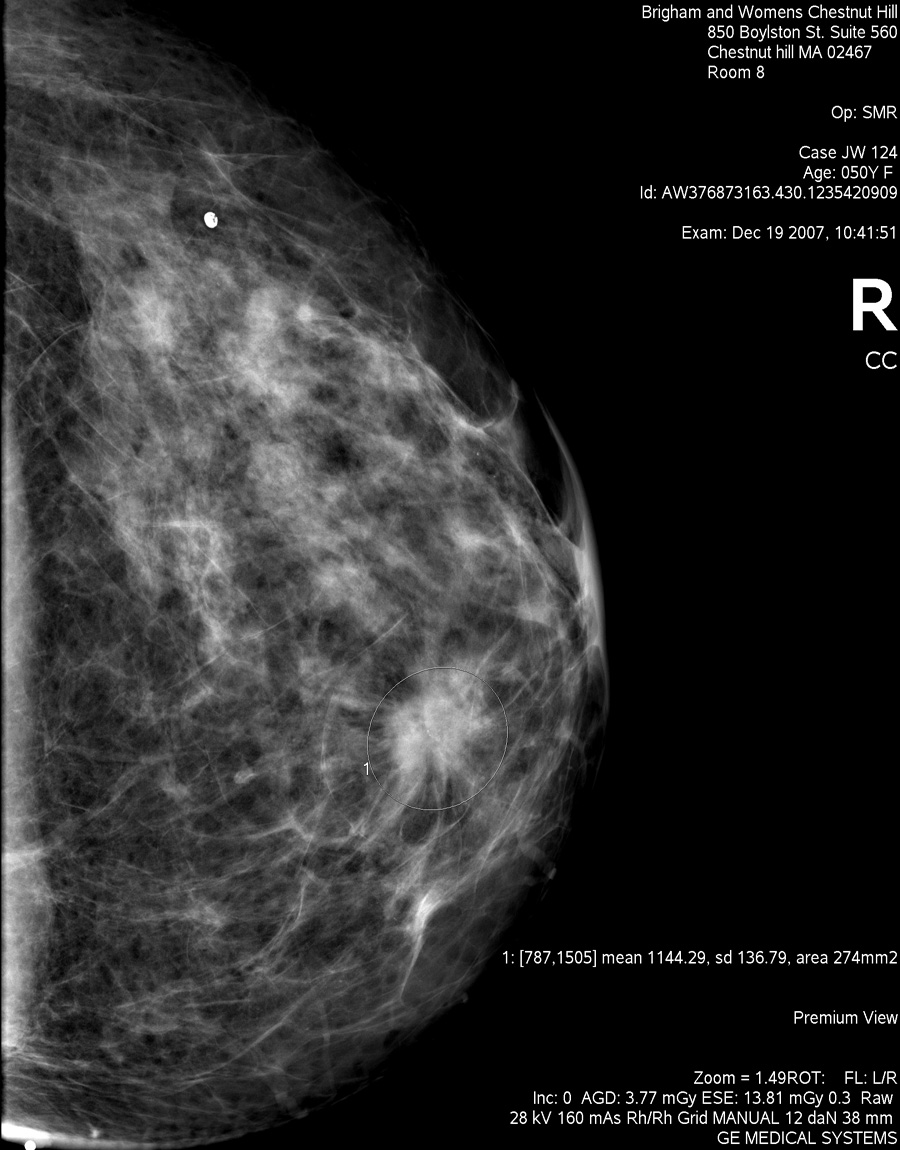 Brigham and Womens Chestnut Hill
850 Boylston St. Suite 560
Chestnut hill MA 02467
Room 8
Op: SMR
Case JW 124
Age: 050Y F
Id: AW376873163.430.1235420909
Exam: Dec 19 2007, 10:41:51
R
CC
1
1: [787,1505] mean 1144.29, sd 136.79, area 274mm2
Premium View
Zoom = 1.49ROT: FL: L/R
Inc: 0 AGD: 3.77 mGy ESE: 13.81 mGy 0.3 Raw
28 kV 160 mAs Rh/Rh Grid MANUAL 12 daN 38 mm
GE MEDICAL SYSTEMS